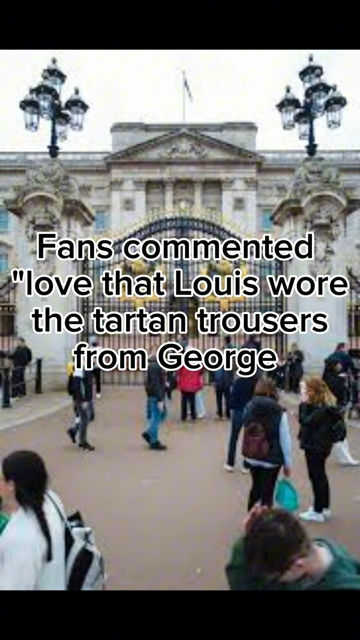 Fans commented
"love that Louis wore
the tartan trousers
from George